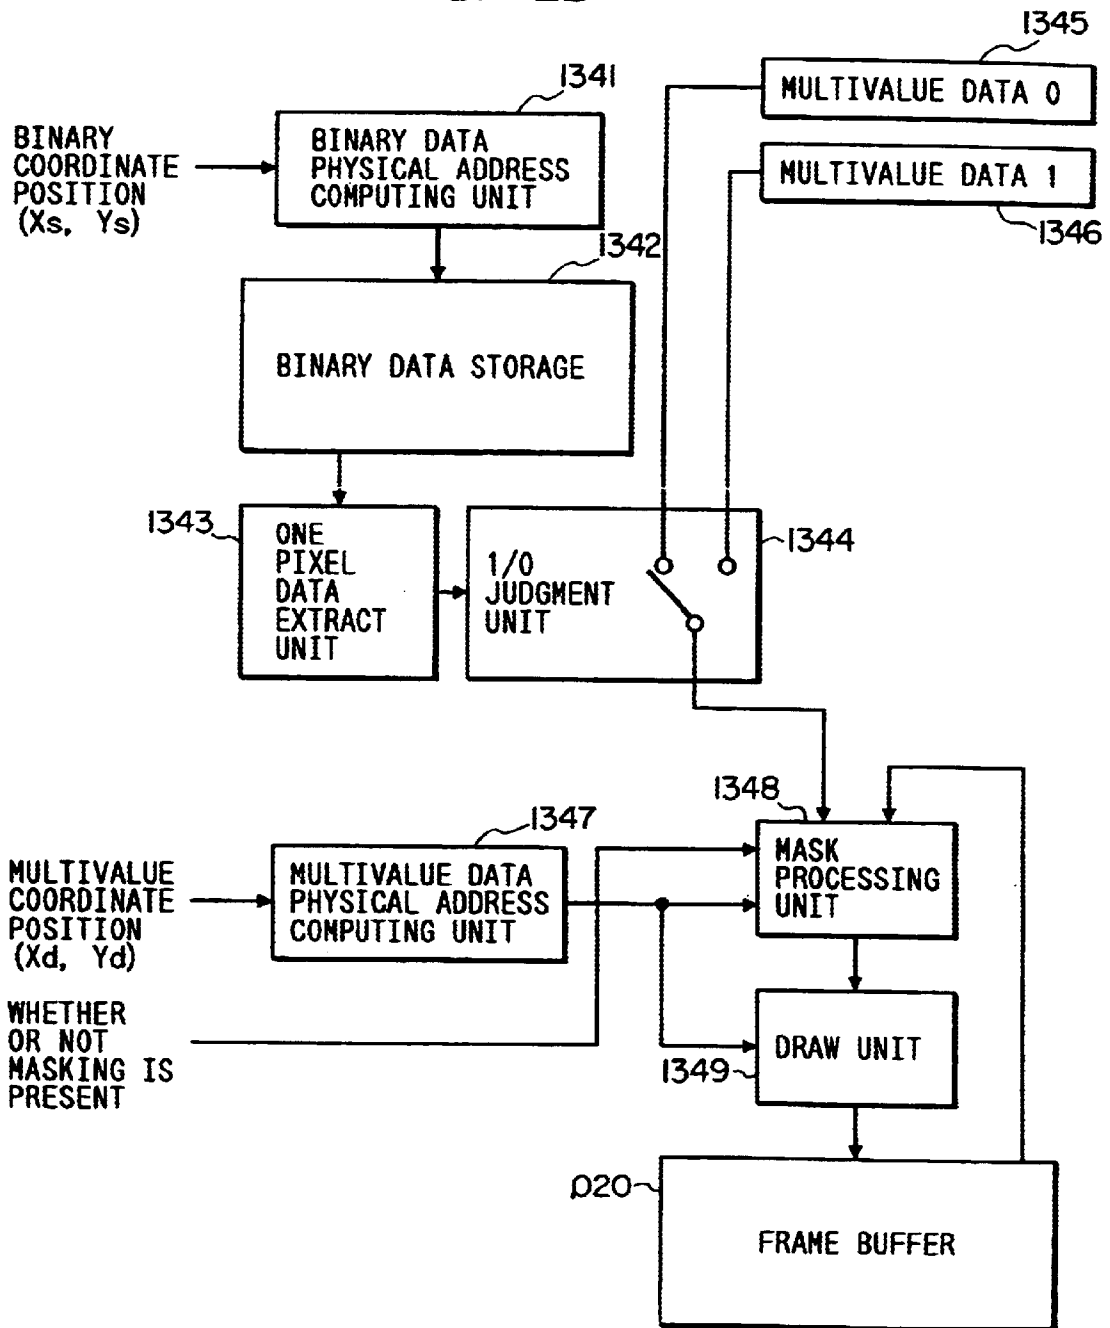 1345
MULTIVALUE DATA 0
1341
BINARY
COORDINATE
POSITION
(Xs, Ys)
BINARY DATA
PHYSICAL ADDRESS
COMPUTING UNIT
MULTIVALUE DATA 1
1346
1342
BINARY DATA STORAGE
1343
ONE
PIXEL
DATA
EXTRACT
UNIT
1/0
JUDGMENT
UNIT
1344
1348
MASK
PROCESSING
UNIT
1347
MULTIVALUE
COORDINATE
POSITION
(Xd, Yd)
MULTIVALUE DATA
PHYSICAL ADDRESS
COMPUTING UNIT
WHETHER
OR NOT
MASKING IS
PRESENT
DRAW UNIT
1349
020
FRAME BUFFER